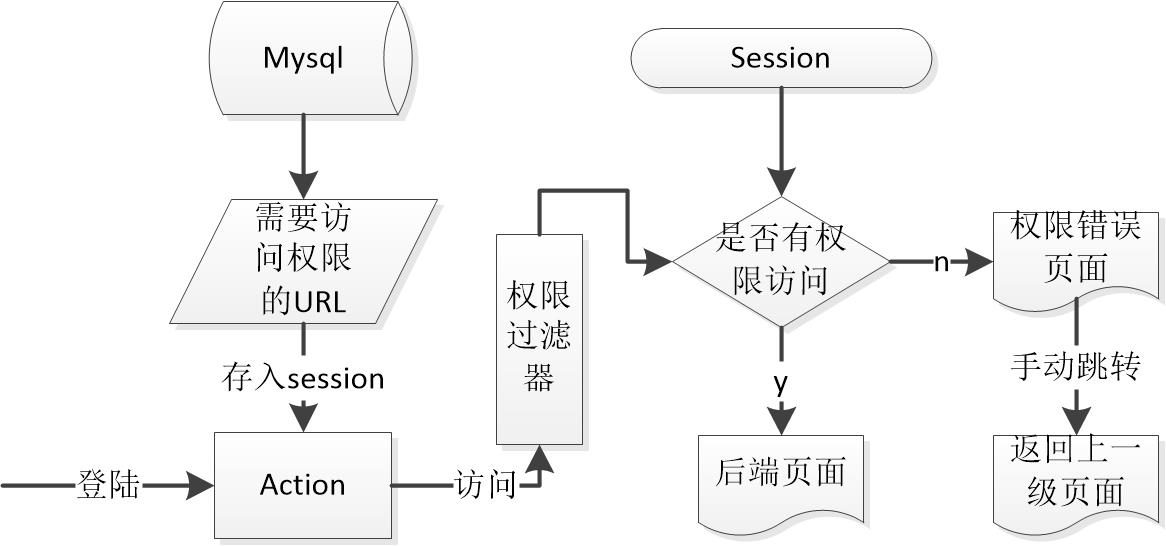 Mysql
需要访
问权限
的URL
存入session
登陆
Action
访问
权限
过滤
器
Session
是否有权
限访问
n
权限错误
页面
y
手动跳转
后端页面
返回上一
级页面